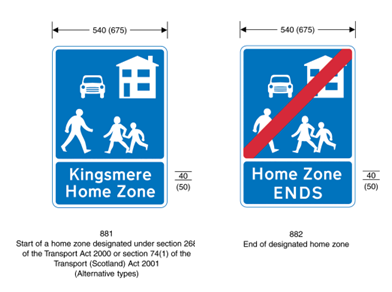 540 (675)
540 (675)
Kingsmere
Home Zone
40
(50)
Home Zone
ENDS
40
(50)
881
Start of a home zone designated under section 268
of the Transport Act 2000 or section 74(1) of the
Transport (Scotland) Act 2001
(Alternative types)
882
End of designated home zone